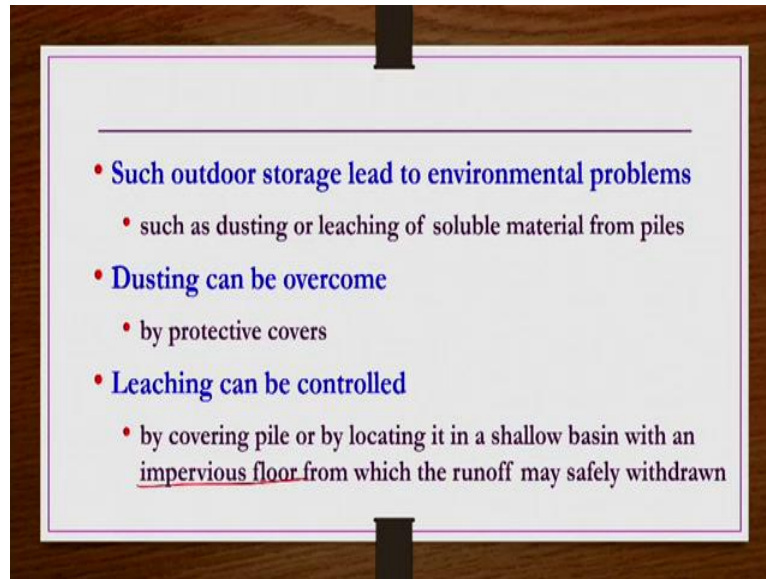 • Such outdoor storage lead to environmental problems
• such as dusting or leaching of soluble material from piles
• Dusting can be overcome
• by protective covers
• Leaching can be controlled
• by covering pile or by locating it in a shallow basin with an
impervious floor from which the runoff may safely withdrawn